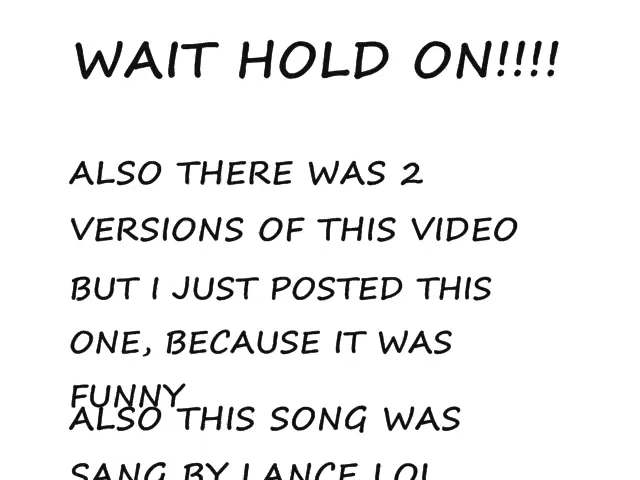 WAIT HOLD ON!!!!
ALSO THERE WAS 2
VERSIONS OF THIS VIDEO
BUT I JUST POSTED THIS
ONE, BECAUSE IT WAS
FUNNY
ALSO THIS SONG WAS
SANG BY LANCE LOL